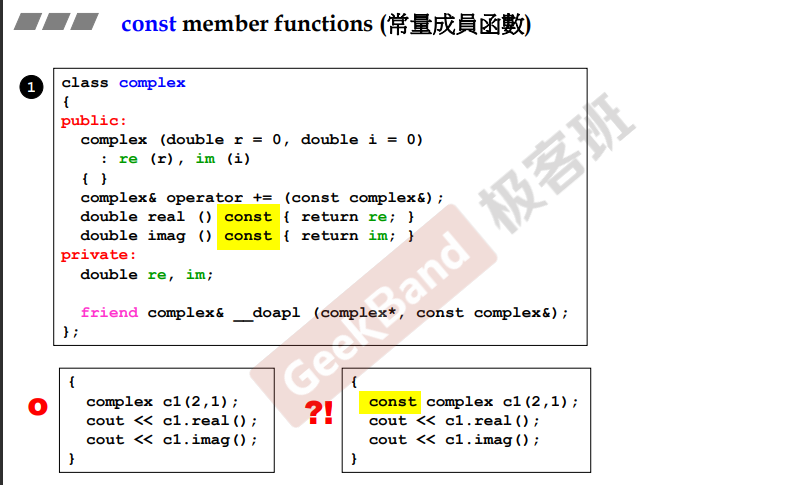 const member functions (常量成員函數)
1
class complex
{
public:
  complex (double r = 0, double i = 0)
    : re (r), im (i)
  { }
  complex& operator += (const complex&);
  double real () const { return re; }
  double imag () const { return im; }
private:
  double re, im;
  friend complex& __doapl (complex*, const complex&);
};
GeekBand 极客班
O
{
  complex c1(2,1);
  cout << c1.real();
  cout << c1.imag();
}
?!
{
  const complex c1(2,1);
  cout << c1.real();
  cout << c1.imag();
}